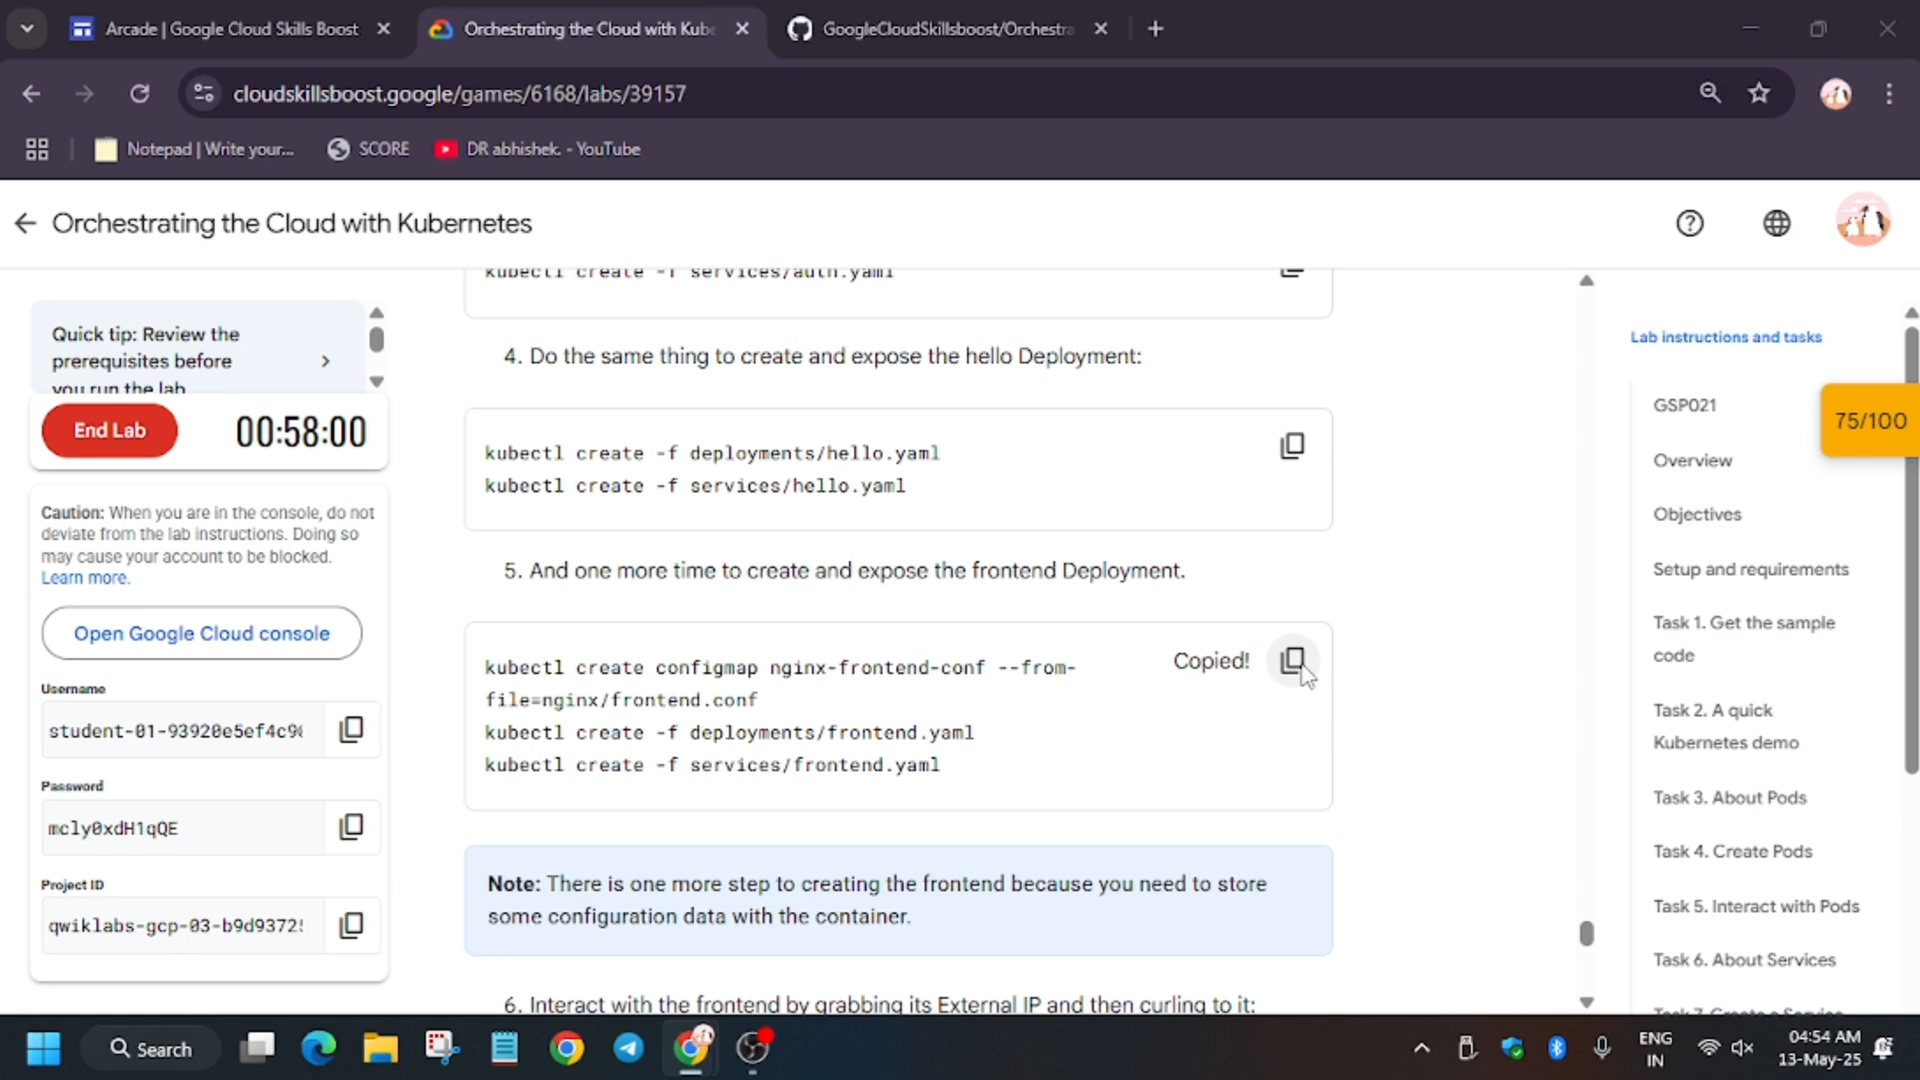 Arcade | Google Cloud Skills Boost
Orchestrating the Cloud with Kube
GoogleCloudSkillsboost/Orchestra
cloudskillsboost.google/games/6168/labs/39157
Notepad | Write your...
SCORE
DR abhishek. - YouTube
Orchestrating the Cloud with Kubernetes
Quick tip: Review the
prerequisites before
you run the lab
End Lab
00:58:00
Caution: When you are in the console, do not
deviate from the lab instructions. Doing so
may cause your account to be blocked.
Learn more.
Open Google Cloud console
Username
student-01-93920e5ef4c90
Password
mcly0xdH1qQE
Project ID
qwiklabs-gcp-03-b9d93725
kubectl create -f services/auth.yaml
4. Do the same thing to create and expose the hello Deployment:
kubectl create -f deployments/hello.yaml
kubectl create -f services/hello.yaml
5. And one more time to create and expose the frontend Deployment.
kubectl create configmap nginx-frontend-conf --from-
file=nginx/frontend.conf
kubectl create -f deployments/frontend.yaml
kubectl create -f services/frontend.yaml
Copied!
Note: There is one more step to creating the frontend because you need to store
some configuration data with the container.
6. Interact with the frontend by grabbing its External IP and then curling to it:
Lab instructions and tasks
GSP021
75/100
Overview
Objectives
Setup and requirements
Task 1. Get the sample
code
Task 2. A quick
Kubernetes demo
Task 3. About Pods
Task 4. Create Pods
Task 5. Interact with Pods
Task 6. About Services
Task 7. Create a Service
Search
ENG
IN
04:54 AM
13-May-25